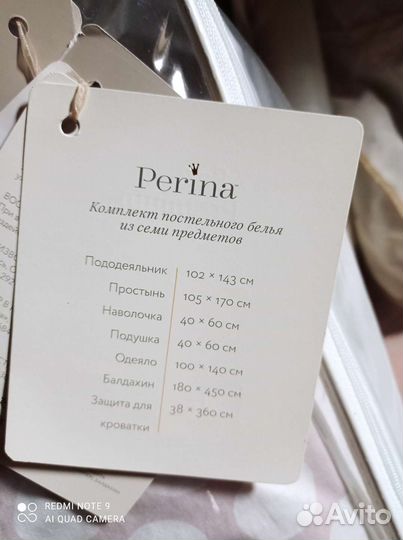 Perina
Комплект постельного белья
из семи предметов
Пододеяльник 102 × 143 см
Простынь 105 × 170 см
Наволочка 40 × 60 см
Подушка 40 × 60 см
Одеяло 100 × 140 см
Балдахин 180 × 450 см
Защита для 38 × 360 см
кроватки
REDMI NOTE 9
AI QUAD CAMERA
Avito